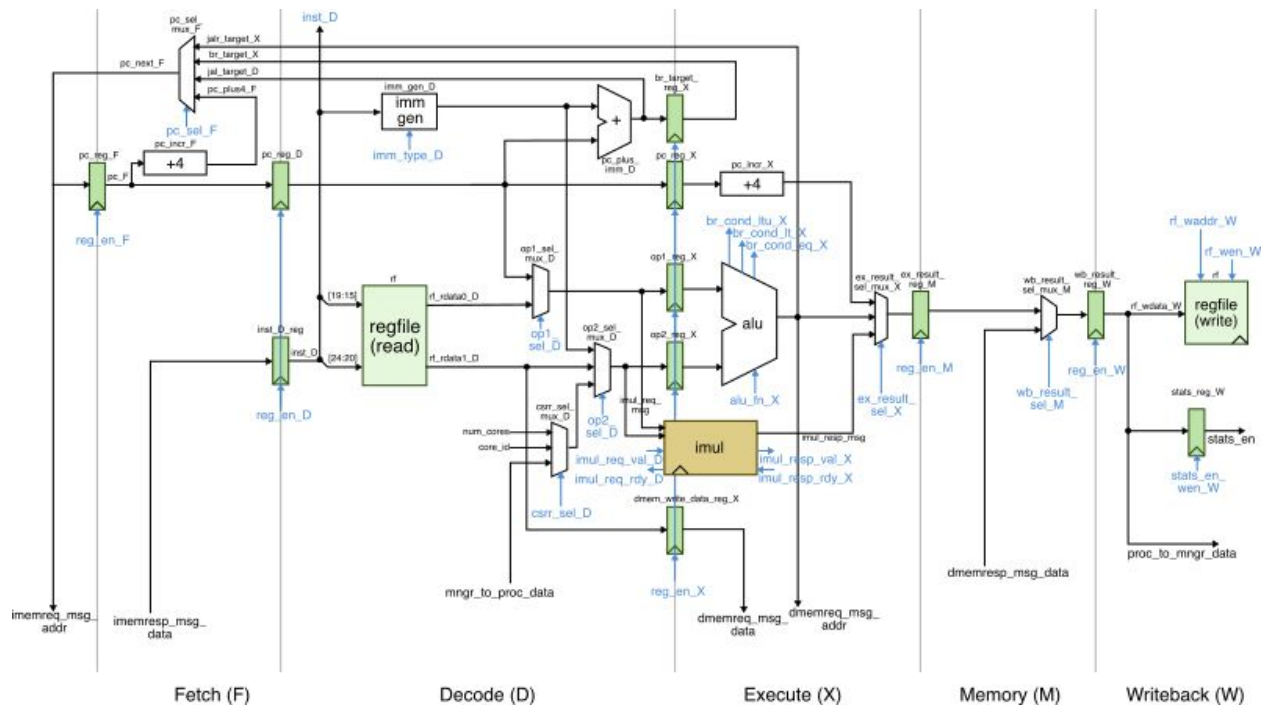 inst_D
pc_sel_
mux_F
jalr_target_X
br_target_X
pc_next_F
jal_target_D
pc_plus4_F
pc_sel_F
pc_incr_F
+4
pc_reg_F
pc_F
reg_en_F
pc_reg_D
imm_gen_D
imm
gen
imm_type_D
+
pc_plus_
imm_D
br_target_
reg_X
pc_reg_X
pc_incr_X
+4
br_cond_ltu_X
br_cond_lt_X
br_cond_eq_X
rf_waddr_W
rf_wen_W
op1_sel_
mux_D
op1_reg_X
ex_result_
sel_mux_X
ex_result_
reg_M
wb_result_
sel_mux_M
wb_result_
reg_W
rf
[19:15]
regfile
(read)
rf_rdata0_D
op1_
sel_D
op2_sel_
mux_D
op2_reg_X
alu
rf_wdata_W
rf
regfile
(write)
inst_D_reg
inst_D
[24:20]
rf_rdata1_D
reg_en_D
reg_en_M
wb_result_
sel_M
reg_en_W
alu_fn_X
ex_result_
sel_X
imul_req_
msg
op2_
sel_D
csrr_sel_
mux_D
num_cores
core_id
imul
imul_resp_msg
imul_req_val_D
imul_req_rdy_D
imul_resp_val_X
imul_resp_rdy_X
stats_reg_W
stats_en
stats_en_
wen_W
csrr_sel_D
dmem_write_data_reg_X
reg_en_X
mngr_to_proc_data
proc_to_mngr_data
dmemresp_msg_data
imemreq_msg_
addr
imemresp_msg_
data
dmemreq_msg_
data
dmemreq_msg_
addr
Fetch (F)
Decode (D)
Execute (X)
Memory (M)
Writeback (W)